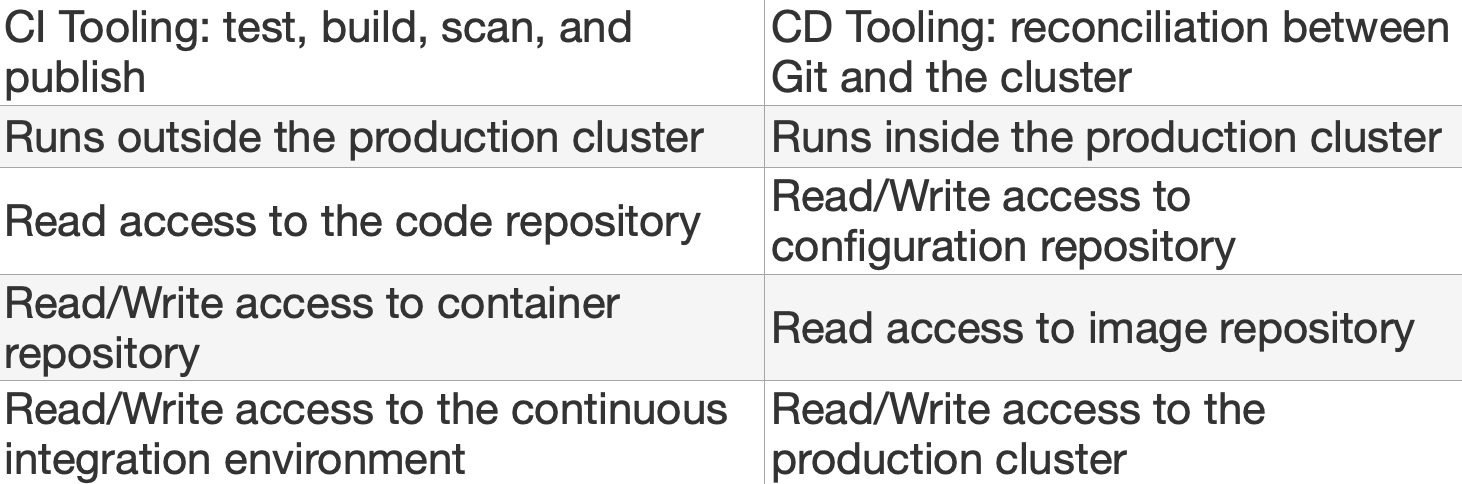 CI Tooling: test, build, scan, and
publish
CD Tooling: reconciliation between
Git and the cluster
Runs outside the production cluster
Runs inside the production cluster
Read access to the code repository
Read/Write access to
configuration repository
Read/Write access to container
repository
Read access to image repository
Read/Write access to the continuous
integration environment
Read/Write access to the
production cluster